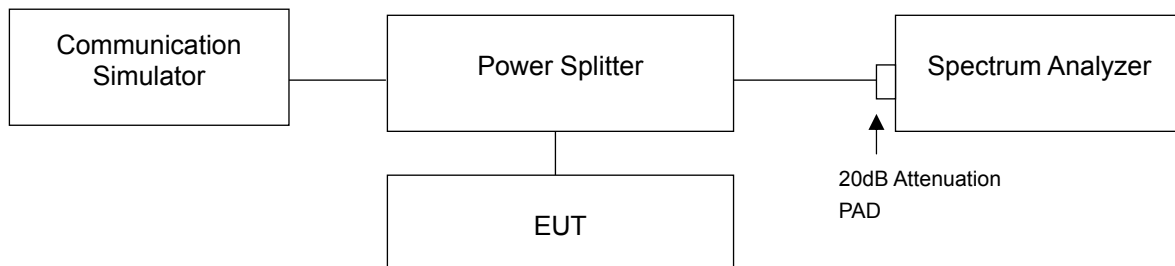 Communication
Simulator
Power Splitter
Spectrum Analyzer
20dB Attenuation
PAD
EUT